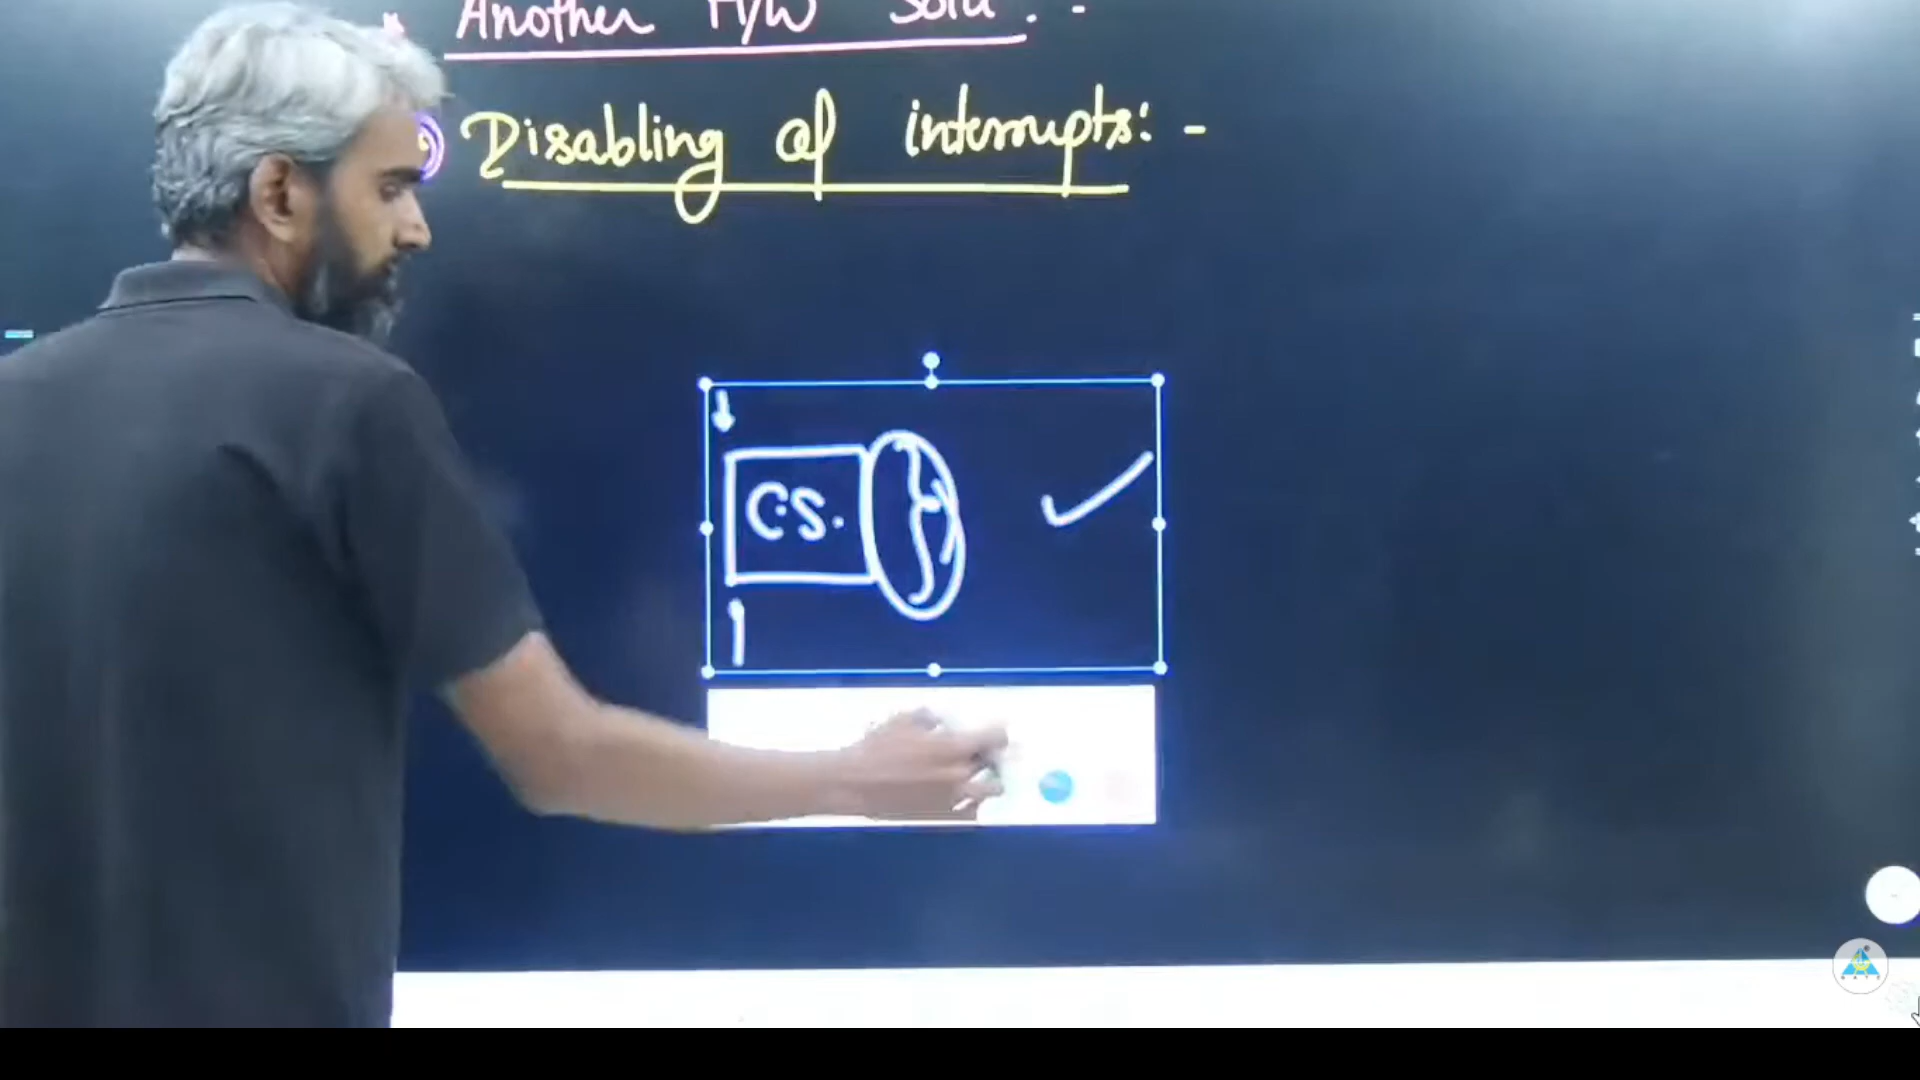 Another H/W Soln. -
Disabling of interrupts: -
C.S.